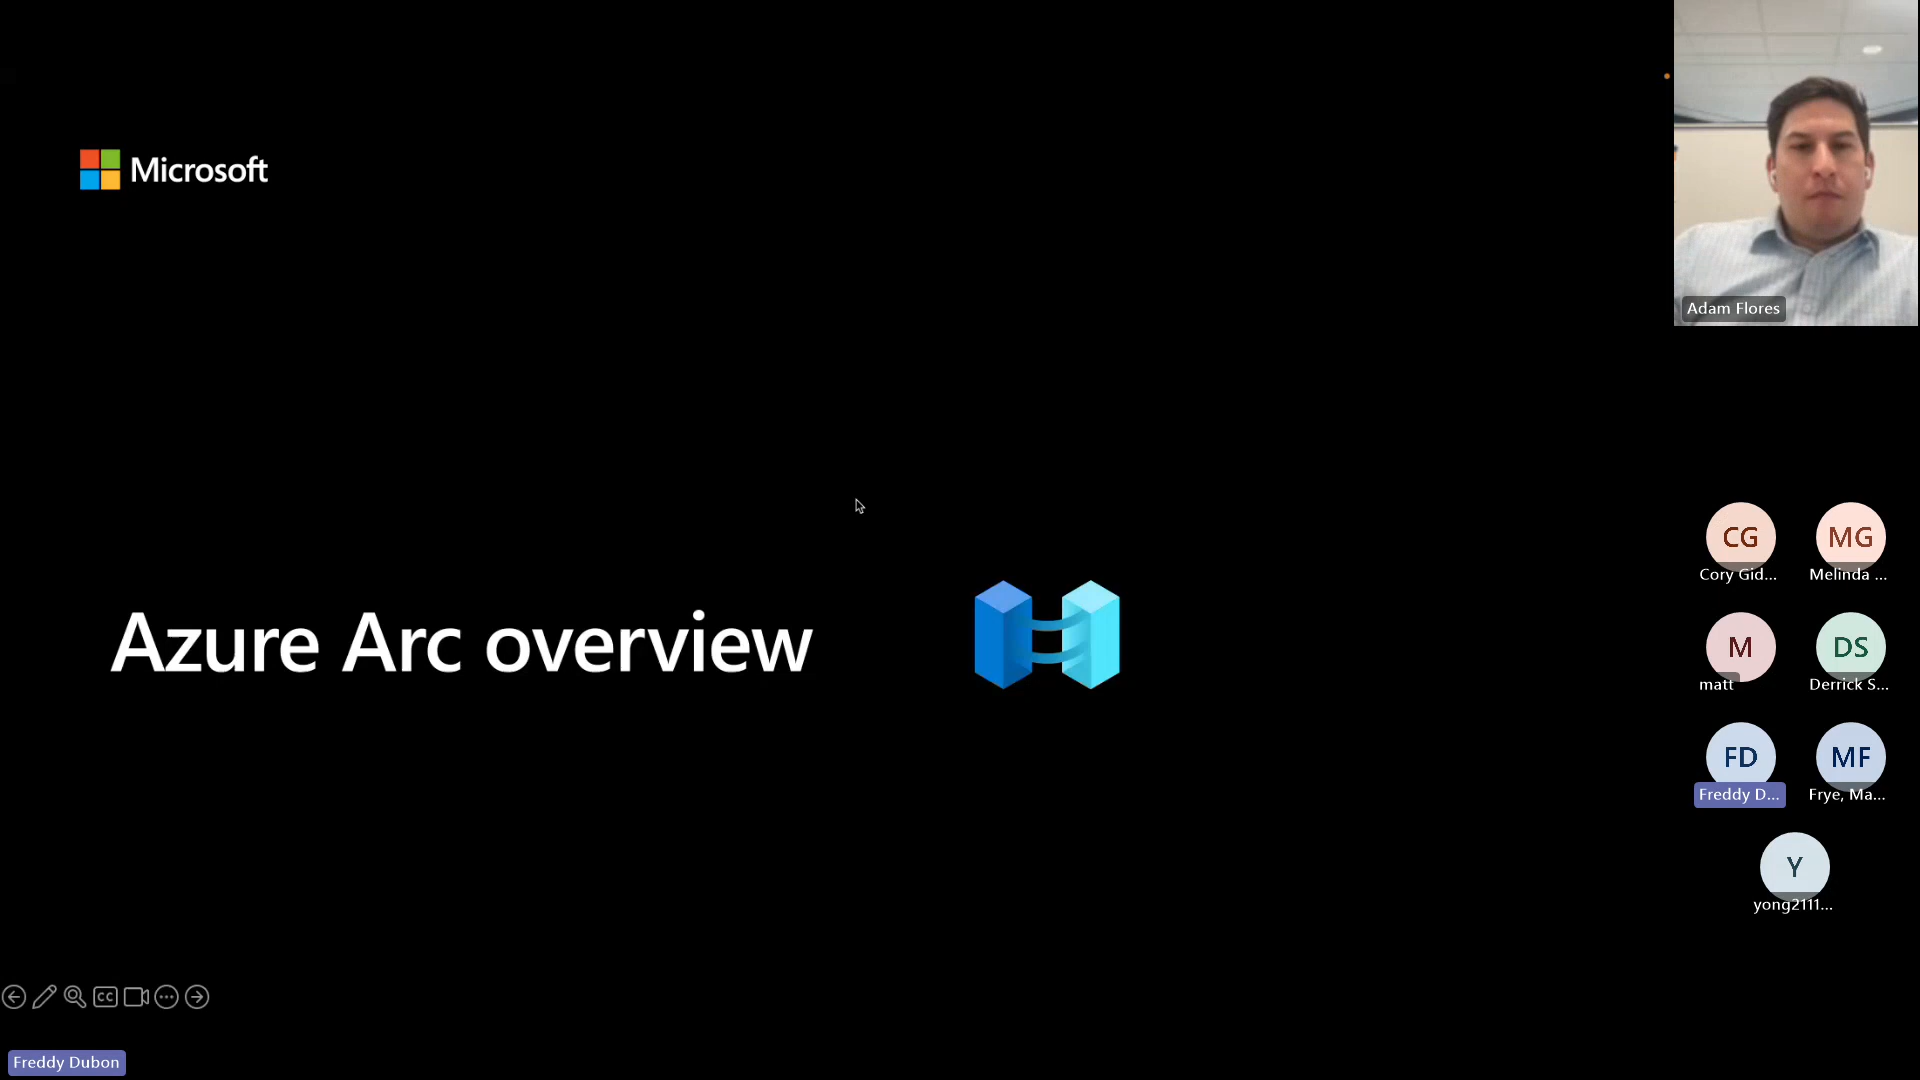 Microsoft
Azure Arc overview
Adam Flores
CG
Cory Gid...
MG
Melinda ...
M
matt
DS
Derrick S...
FD
Freddy D...
MF
Frye, Ma...
Y
yong2111...
CC
Freddy Dubon